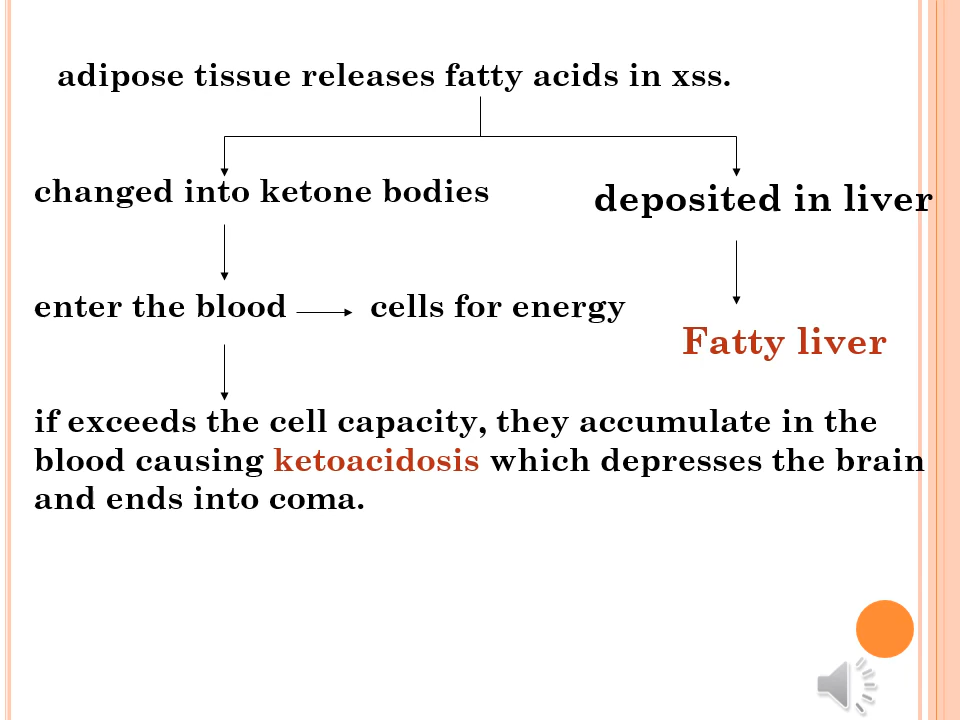 adipose tissue releases fatty acids in xss.
changed into ketone bodies
deposited in liver
enter the blood
cells for energy
Fatty liver
if exceeds the cell capacity, they accumulate in the
blood causing ketoacidosis which depresses the brain
and ends into coma.